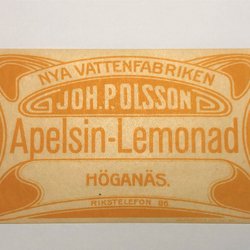 NYA VATTENFABRIKEN
JOH. P. OLSSON
Apelsin-Lemonad
HÖGANÄS.
RIKSTELEFON 86.